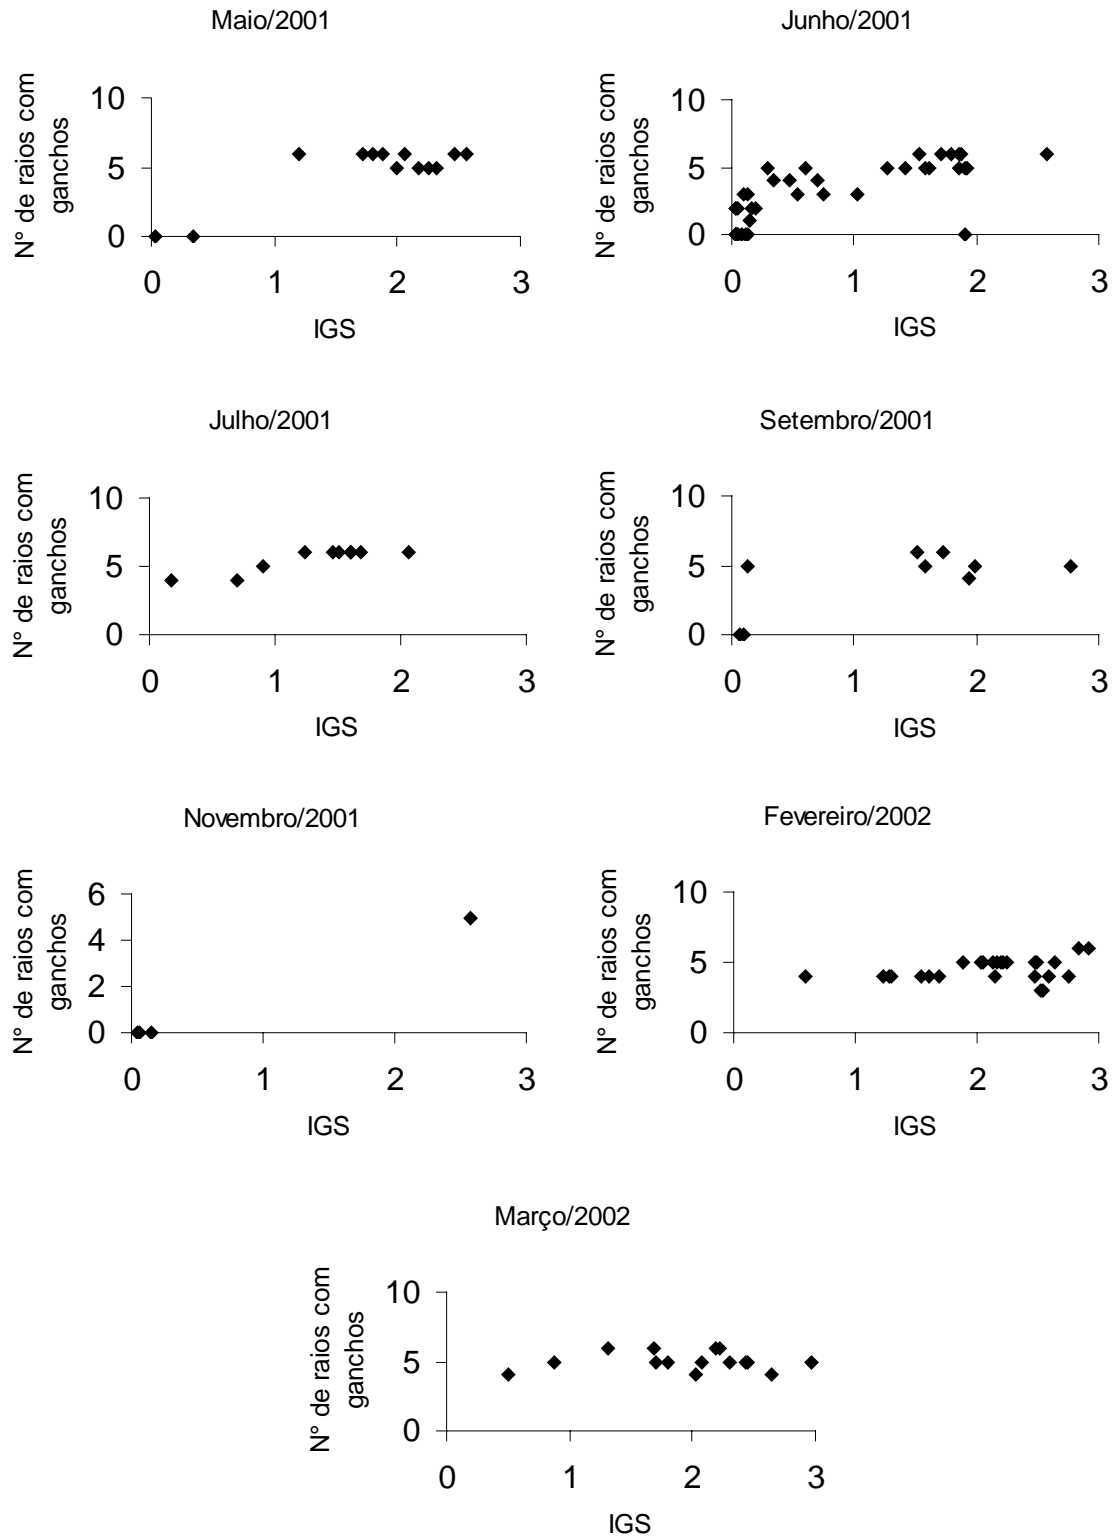 Maio/2001
N° de raios com
ganchos
10
5
0
0 1 2 3
IGS
Junho/2001
N° de raios com
ganchos
10
5
0
0 1 2 3
IGS
Julho/2001
N° de raios com
ganchos
10
5
0
0 1 2 3
IGS
Setembro/2001
N° de raios com
ganchos
10
5
0
0 1 2 3
IGS
Novembro/2001
N° de raios com
ganchos
6
4
2
0
0 1 2 3
IGS
Fevereiro/2002
N° de raios com
ganchos
10
5
0
0 1 2 3
IGS
Março/2002
N° de raios com
ganchos
10
5
0
0 1 2 3
IGS